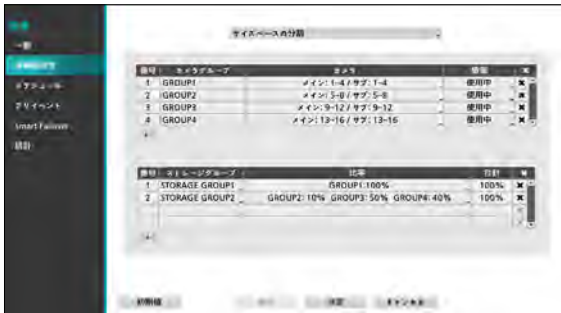 一般
スケジュール
プリイベント
Smart Failover
統計
サイズベースの分類
番号 カメラグループ カメラ 状態 ✖
1 GROUP1 メイン: 1-4 / サブ: 1-4 使用中 ✖
2 GROUP2 メイン: 5-8 / サブ: 5-8 使用中 ✖
3 GROUP3 メイン: 9-12 / サブ: 9-12 使用中 ✖
4 GROUP4 メイン: 13-16 / サブ: 13-16 使用中 ✖
+
番号 ストレージグループ 比率 合計 ✖
1 STORAGE GROUP1 GROUP1:100% 100% ✖
2 STORAGE GROUP2 GROUP2: 10% GROUP3: 50% GROUP4: 40% 100% ✖
+
初期値 キャンセル